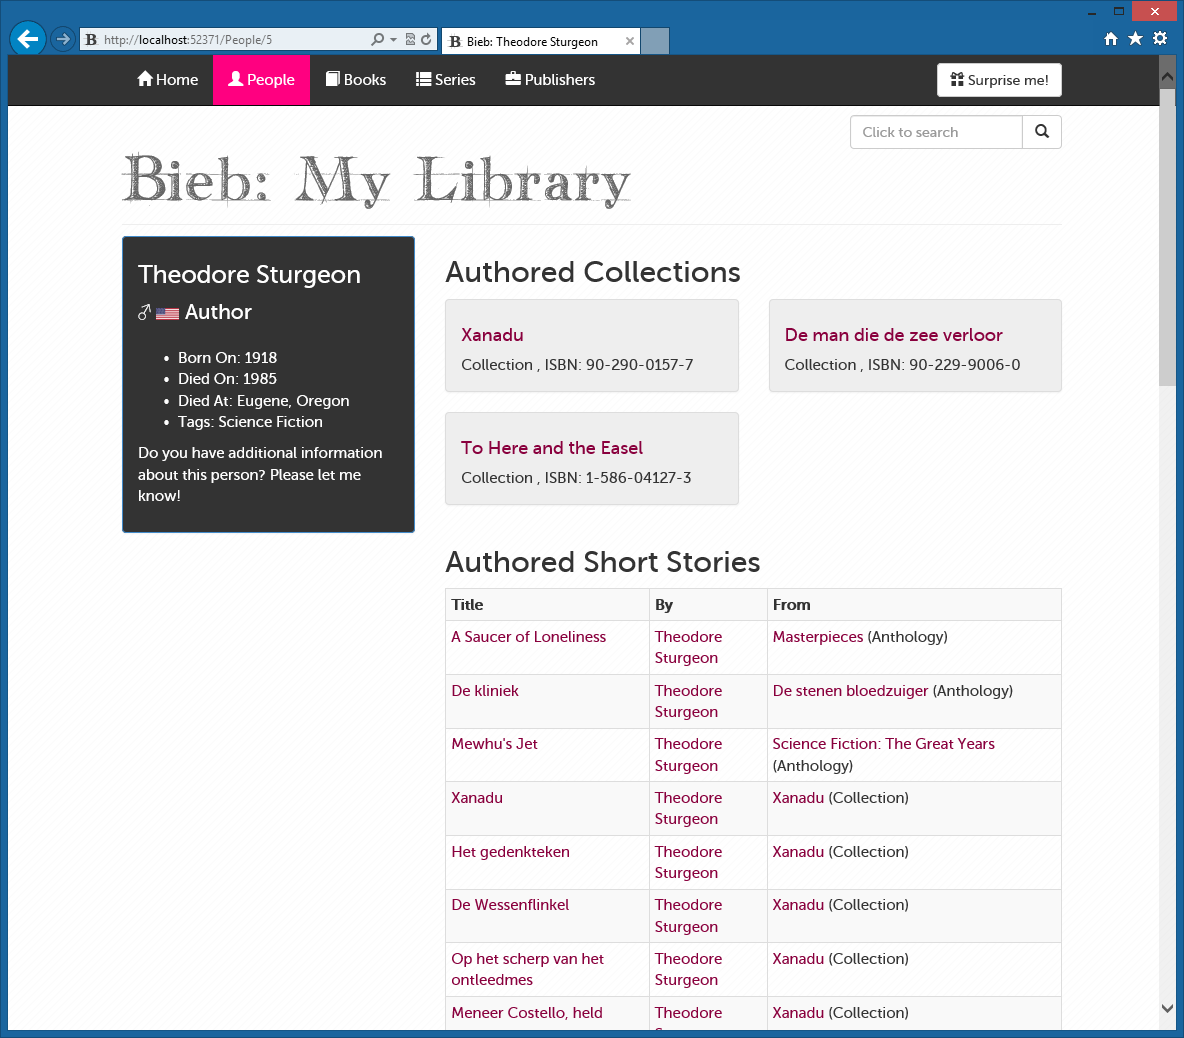 http://localhost:52371/People/5
B Bieb: Theodore Sturgeon
Home People Books Series Publishers Surprise me!
Click to search
Bieb: My Library
Theodore Sturgeon
Author
• Born On: 1918
• Died On: 1985
• Died At: Eugene, Oregon
• Tags: Science Fiction
Do you have additional information
about this person? Please let me
know!
Authored Collections
Xanadu
Collection , ISBN: 90-290-0157-7
De man die de zee verloor
Collection , ISBN: 90-229-9006-0
To Here and the Easel
Collection , ISBN: 1-586-04127-3
Authored Short Stories
Title By From
A Saucer of Loneliness Theodore Masterpieces (Anthology)
Sturgeon
De kliniek Theodore De stenen bloedzuiger (Anthology)
Sturgeon
Mewhu's Jet Theodore Science Fiction: The Great Years
Sturgeon (Anthology)
Xanadu Theodore Xanadu (Collection)
Sturgeon
Het gedenkteken Theodore Xanadu (Collection)
Sturgeon
De Wessenflinkel Theodore Xanadu (Collection)
Sturgeon
Op het scherp van het Theodore Xanadu (Collection)
ontleedmes Sturgeon
Meneer Costello, held Theodore Xanadu (Collection)